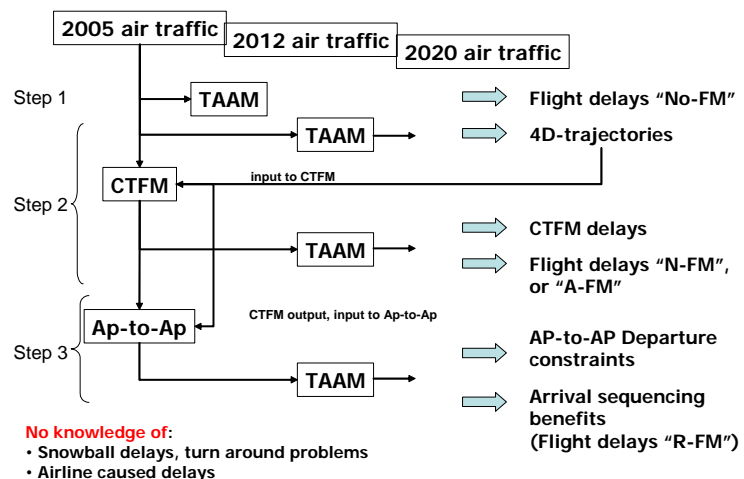 2005 air traffic
2012 air traffic
2020 air traffic
Step 1
TAAM
Flight delays “No-FM”
TAAM
4D-trajectories
input to CTFM
CTFM
Step 2
CTFM delays
TAAM
Flight delays “N-FM”,
or “A-FM”
CTFM output, input to Ap-to-Ap
Ap-to-Ap
Step 3
AP-to-AP Departure
constraints
TAAM
Arrival sequencing
benefits
(Flight delays “R-FM”)
No knowledge of:
• Snowball delays, turn around problems
• Airline caused delays